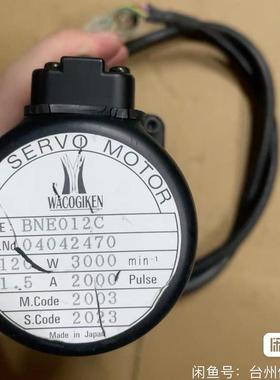 SERVO MOTOR
WACOGIKEN
E BNE012C
.No 04042470
120 W 3000 min⁻¹
1.5 A 2000 Pulse
M.Code 2003
S.Code 2023
Made in Japan
闲鱼号：台州